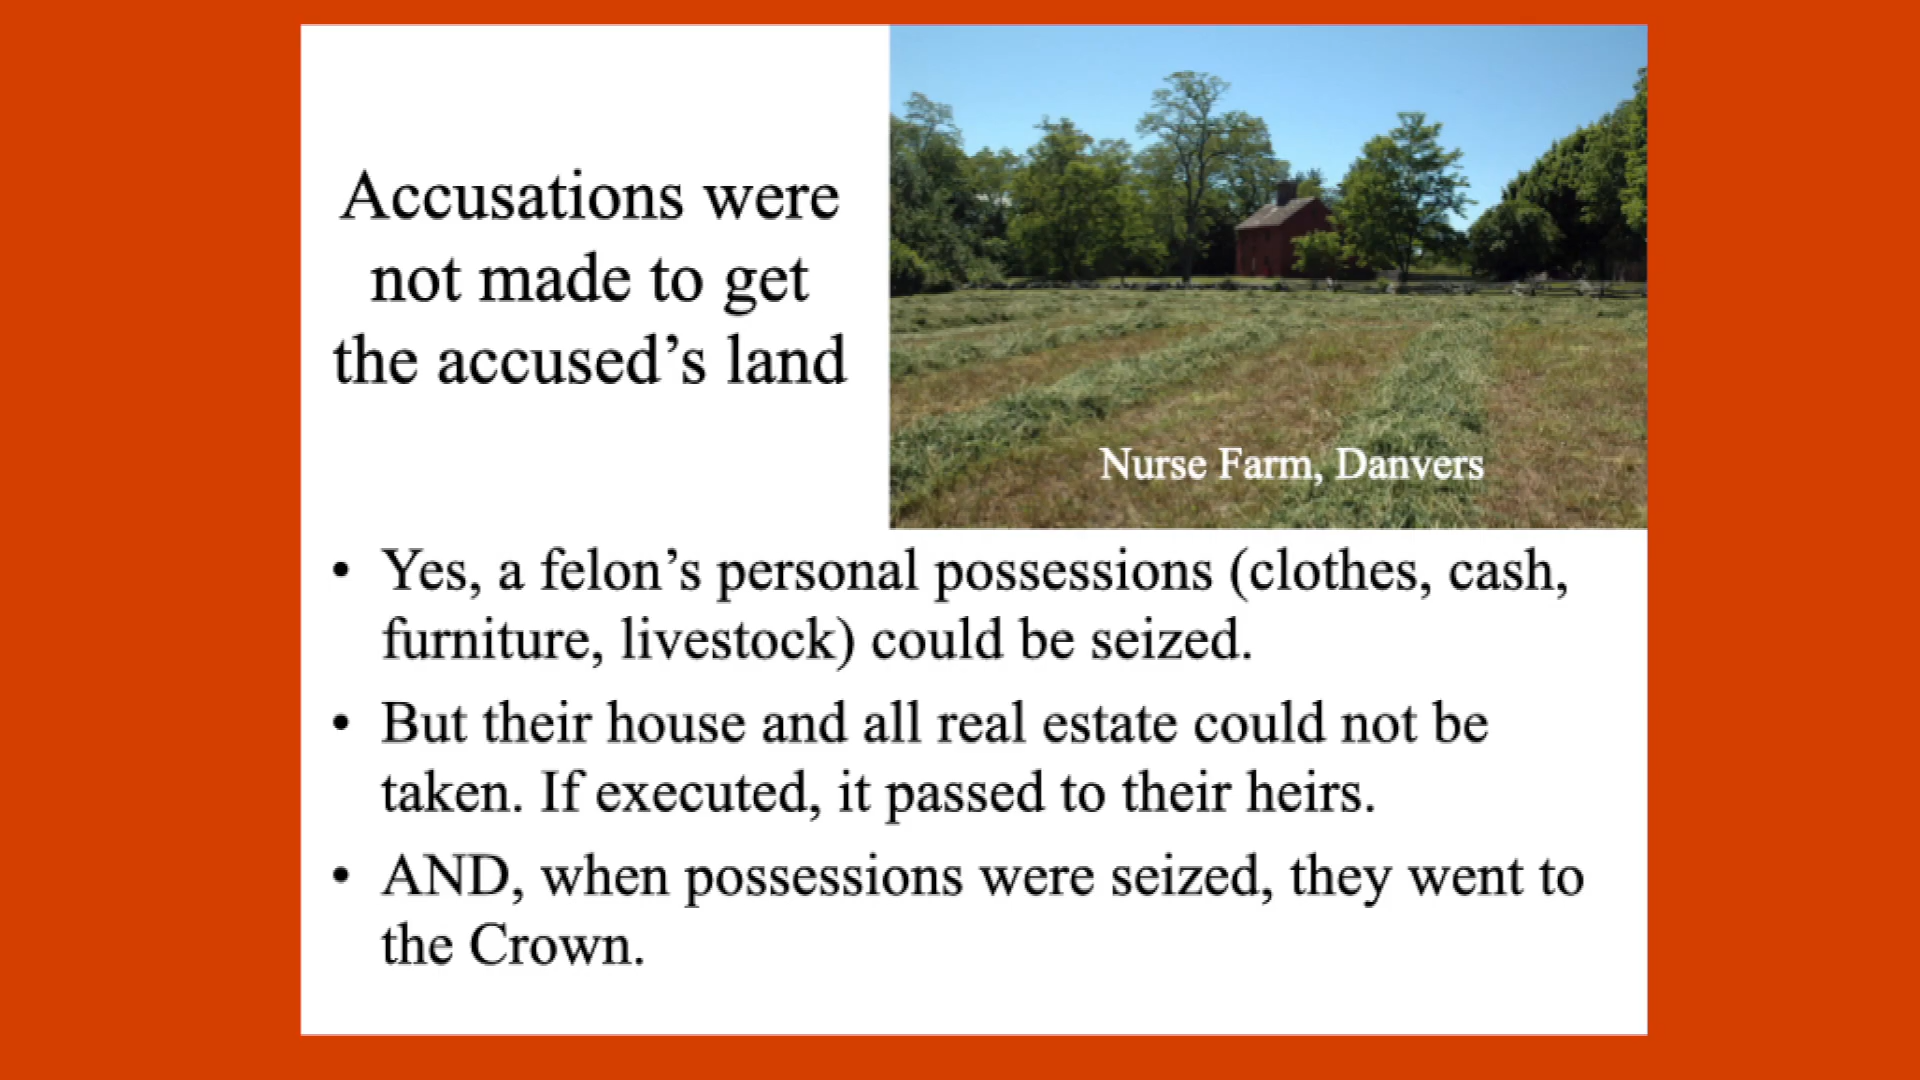 Accusations were
not made to get
the accused’s land
Nurse Farm, Danvers
• Yes, a felon’s personal possessions (clothes, cash,
furniture, livestock) could be seized.
• But their house and all real estate could not be
taken. If executed, it passed to their heirs.
• AND, when possessions were seized, they went to
the Crown.